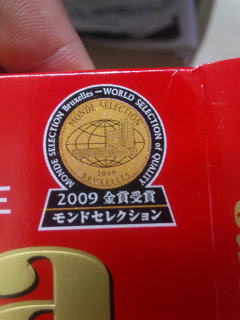 MONDE SELECTION Bruxelles — WORLD SELECTION of QUALITY
MONDE SELECTION
2009
BRUXELLES
2009 金賞受賞
モンドセレクション
E
a